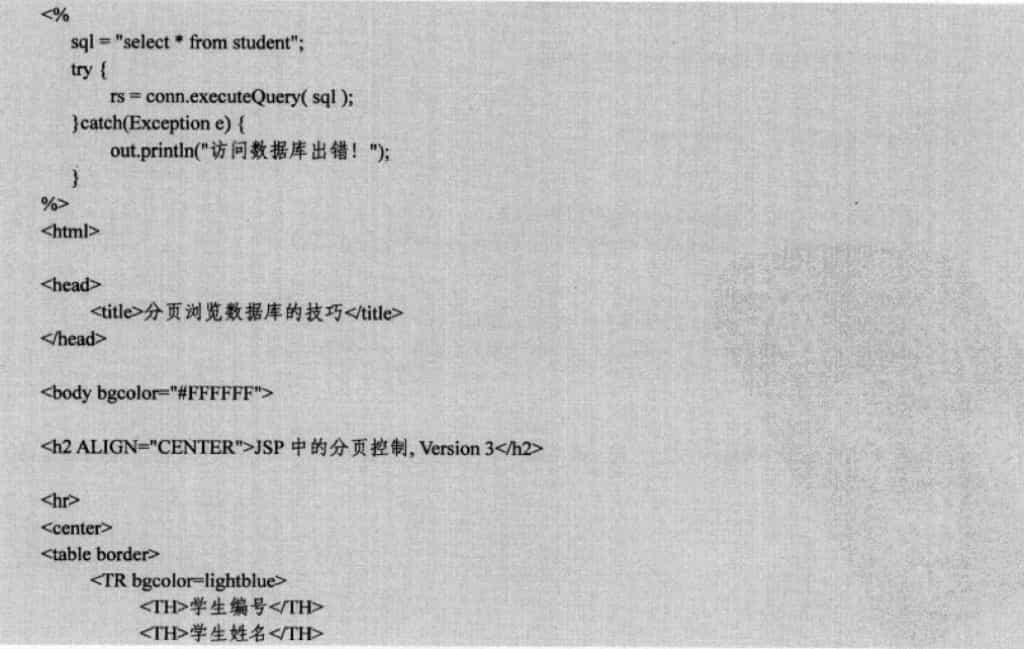 <%
sql = "select * from student";
try {
rs = conn.executeQuery( sql );
}catch(Exception e) {
out.println("访问数据库出错！");
}
%>
<html>
<head>
<title>分页浏览数据库的技巧</title>
</head>
<body bgcolor="#FFFFFF">
<h2 ALIGN="CENTER">JSP 中的分页控制, Version 3</h2>
<hr>
<center>
<table border>
<TR bgcolor=lightblue>
<TH>学生编号</TH>
<TH>学生姓名</TH>